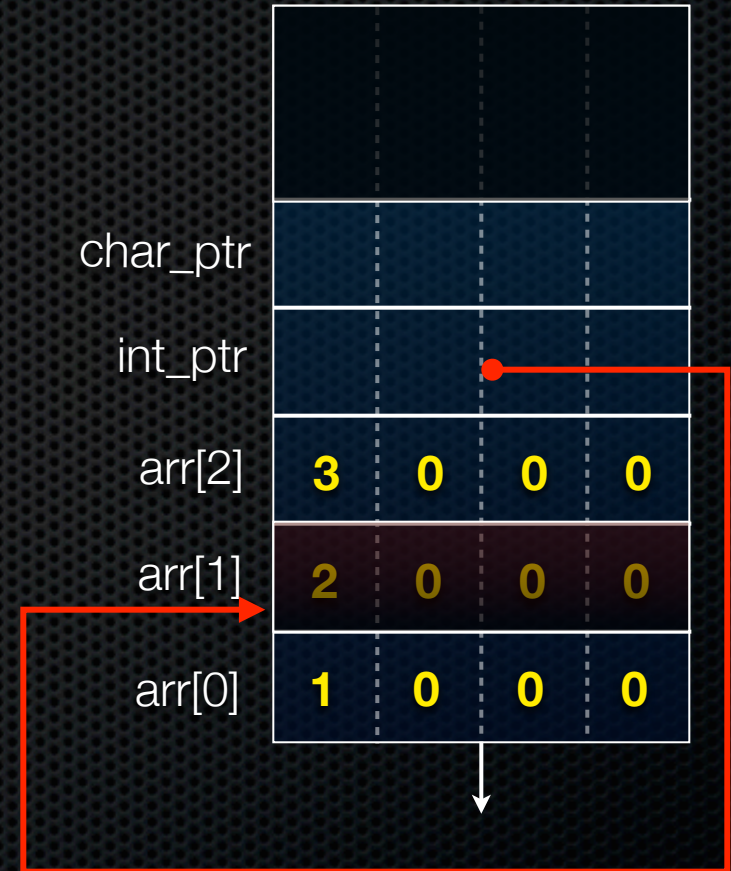 char_ptr
int_ptr
arr[2] 3 0 0 0
arr[1] 2 0 0 0
arr[0] 1 0 0 0